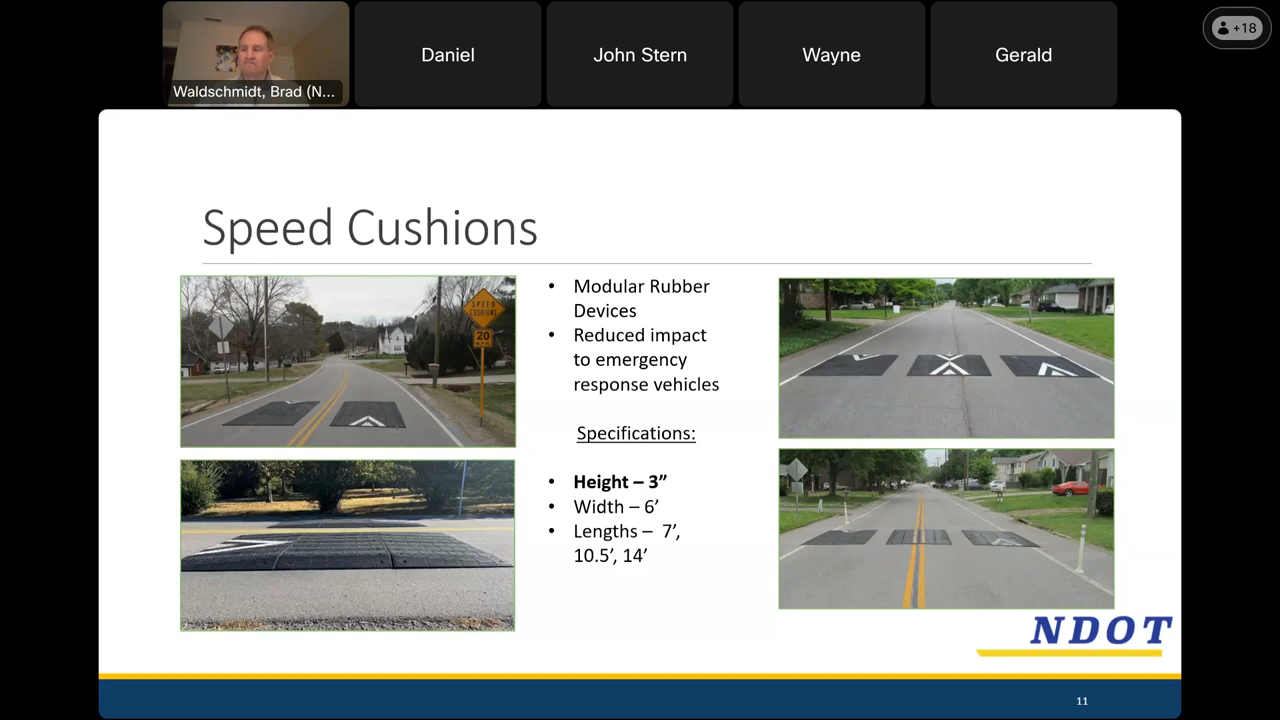 Daniel
John Stern
Wayne
Gerald
+18
Waldschmidt, Brad (N...
Speed Cushions
SPEED
CUSHIONS
20
• Modular Rubber
Devices
• Reduced impact
to emergency
response vehicles
Specifications:
• Height – 3”
• Width – 6’
• Lengths – 7’,
10.5’, 14’
NDOT
11